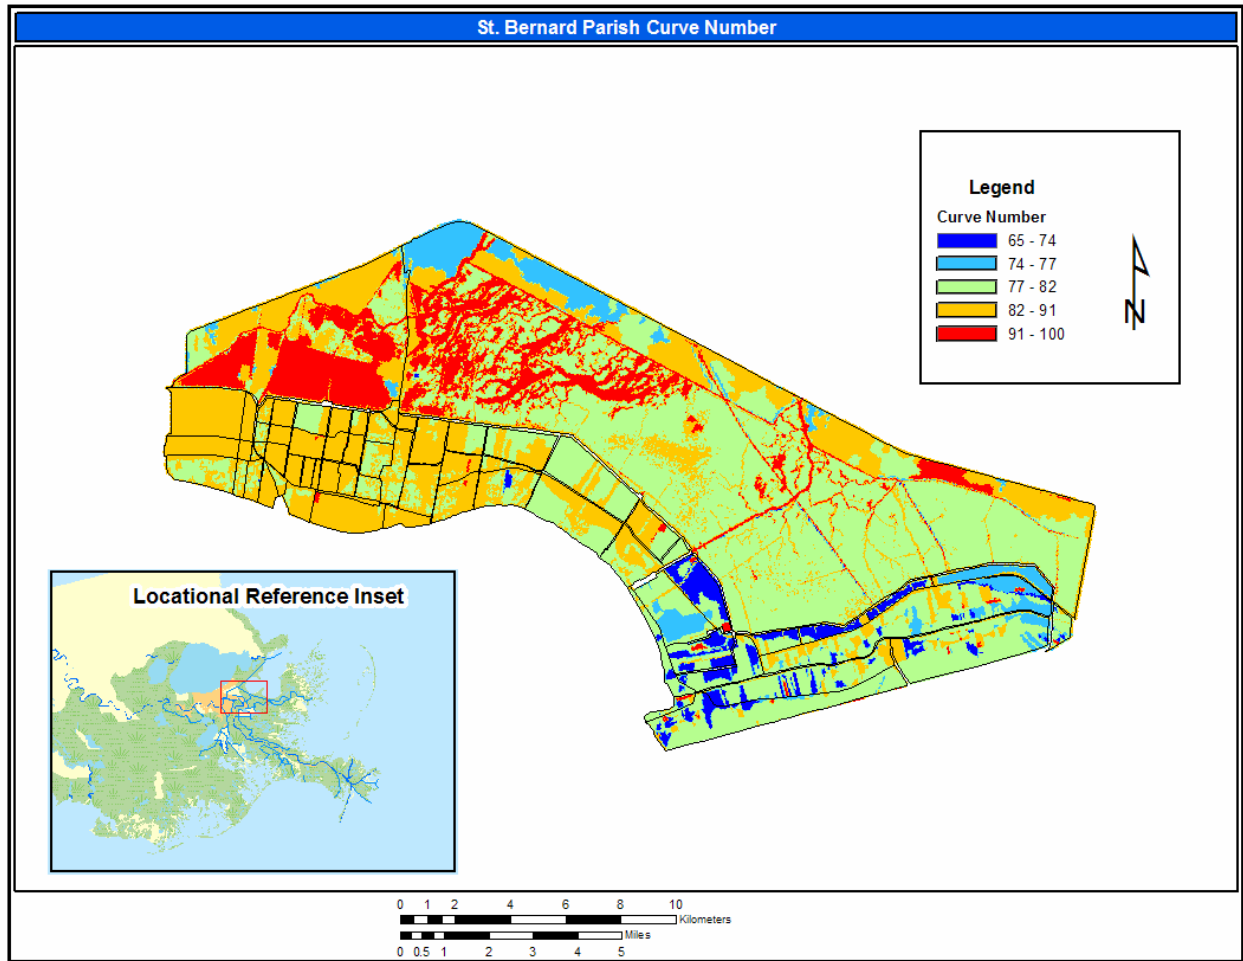 St. Bernard Parish Curve Number
Legend
Curve Number
65 - 74
74 - 77
77 - 82
82 - 91
91 - 100
N
Locational Reference Inset
0 1 2 4 6 8 10
Kilometers
Miles
0 0.5 1 2 3 4 5